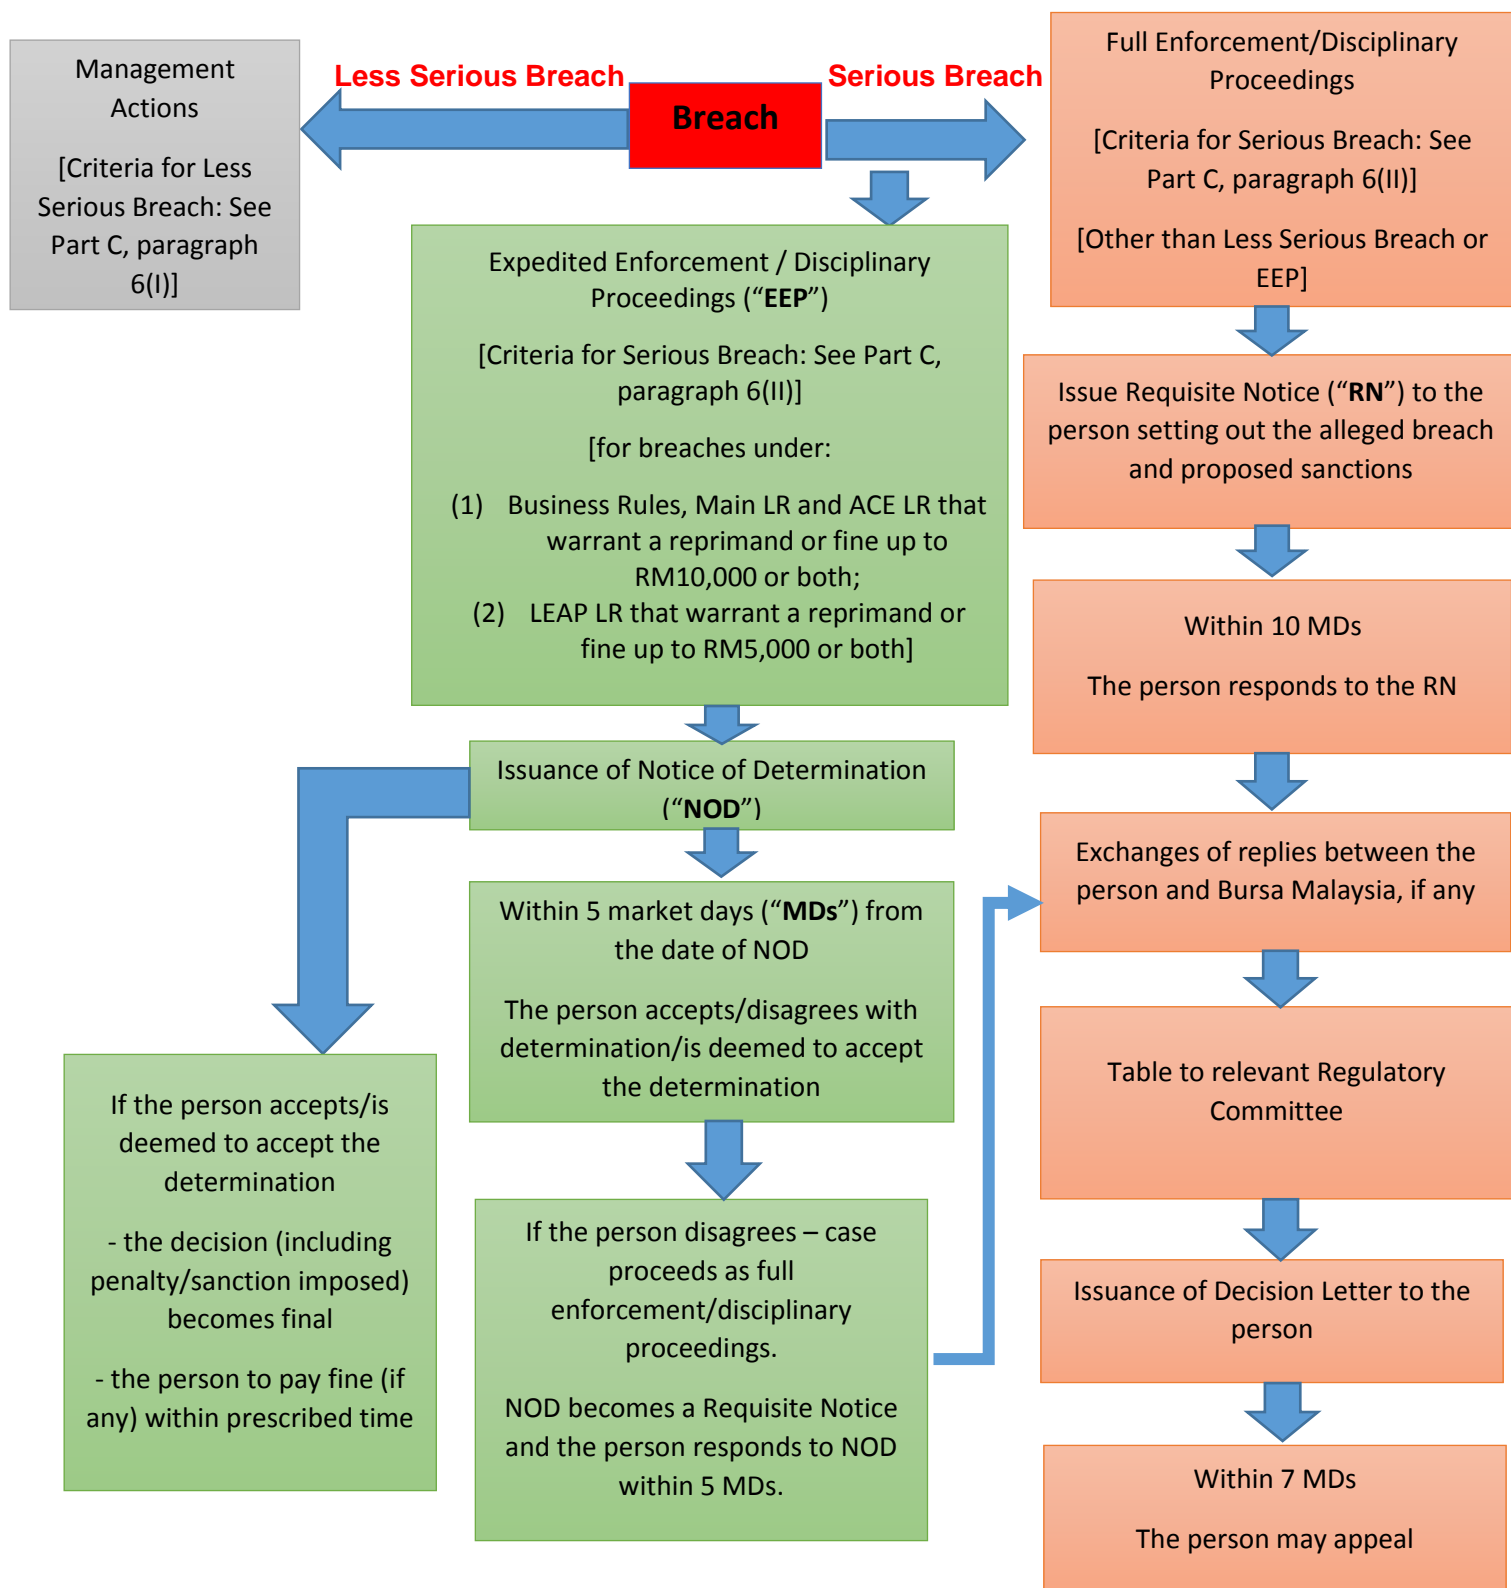 Less Serious Breach
Breach
Serious Breach
Management
Actions
[Criteria for Less
Serious Breach: See
Part C, paragraph
6(I)]
Full Enforcement/Disciplinary
Proceedings
[Criteria for Serious Breach: See
Part C, paragraph 6(II)]
[Other than Less Serious Breach or
EEP]
Expedited Enforcement / Disciplinary
Proceedings (“EEP”)
[Criteria for Serious Breach: See Part C,
paragraph 6(II)]
[for breaches under:
(1) Business Rules, Main LR and ACE LR that
warrant a reprimand or fine up to
RM10,000 or both;
(2) LEAP LR that warrant a reprimand or
fine up to RM5,000 or both]
Issuance of Notice of Determination
(“NOD”)
Within 5 market days (“MDs”) from
the date of NOD
The person accepts/disagrees with
determination/is deemed to accept
the determination
If the person accepts/is
deemed to accept the
determination
- the decision (including
penalty/sanction imposed)
becomes final
- the person to pay fine (if
any) within prescribed time
If the person disagrees – case
proceeds as full
enforcement/disciplinary
proceedings.
NOD becomes a Requisite Notice
and the person responds to NOD
within 5 MDs.
Issue Requisite Notice (“RN”) to the
person setting out the alleged breach
and proposed sanctions
Within 10 MDs
The person responds to the RN
Exchanges of replies between the
person and Bursa Malaysia, if any
Table to relevant Regulatory
Committee
Issuance of Decision Letter to the
person
Within 7 MDs
The person may appeal